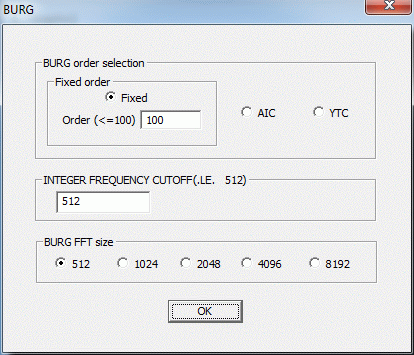 BURG
BURG order selection
Fixed order
Fixed
Order (<=100) 100
AIC
YTC
INTEGER FREQUENCY CUTOFF(.LE. 512)
512
BURG FFT size
512 1024 2048 4096 8192
OK